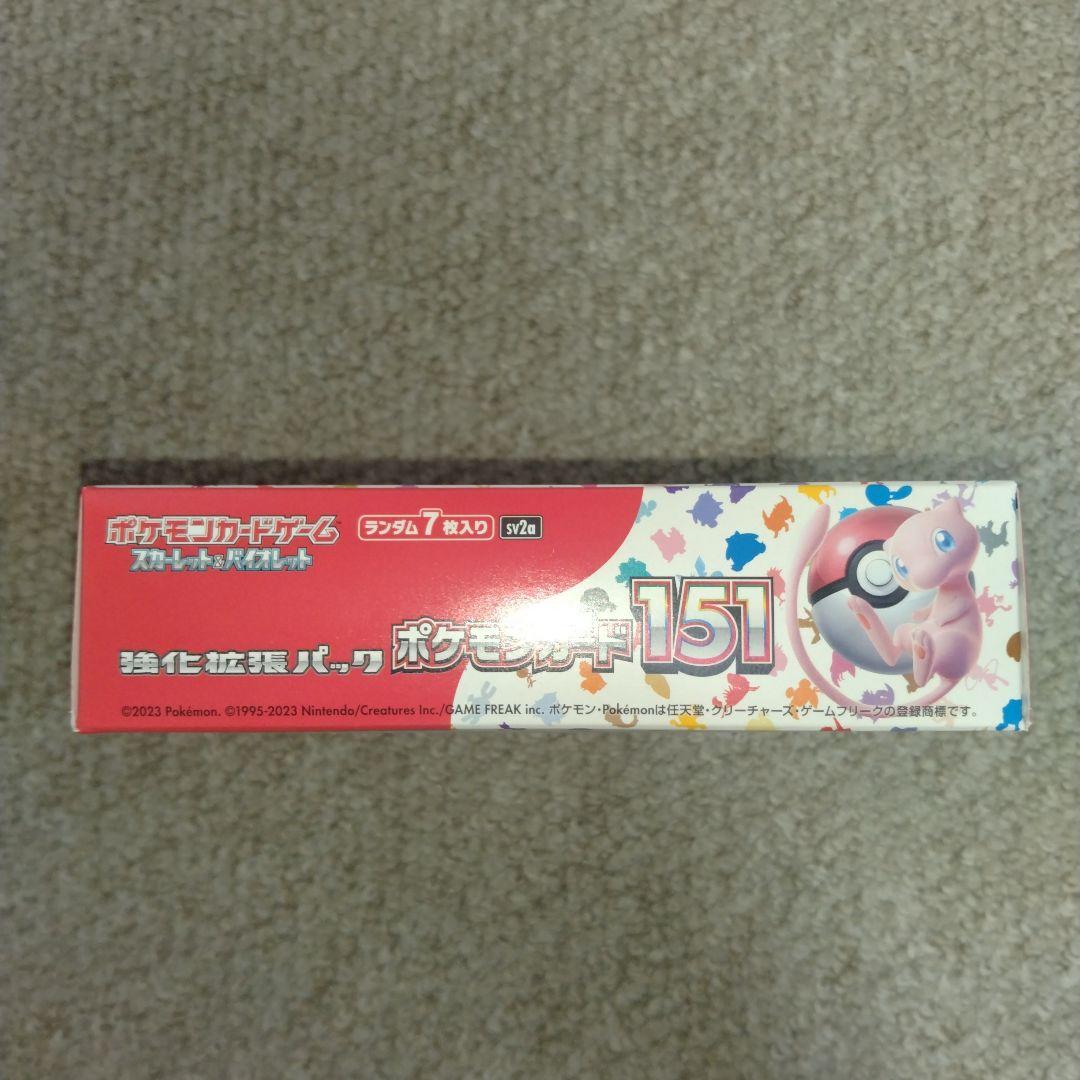 ポケモンカードゲーム™
スカーレット&バイオレット
ランダム7枚入り
sv2a
強化拡張パック
ポケモンカード151
©2023 Pokémon. ©1995-2023 Nintendo/Creatures Inc./GAME FREAK inc. ポケモン・Pokémonは任天堂・クリーチャーズ・ゲームフリークの登録商標です。